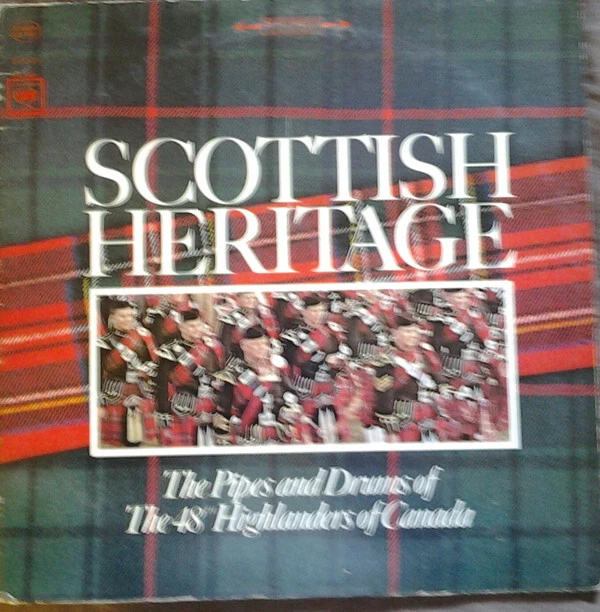 SCOTTISH
HERITAGE
The Pipes and Drums of
The 48th Highlanders of Canada